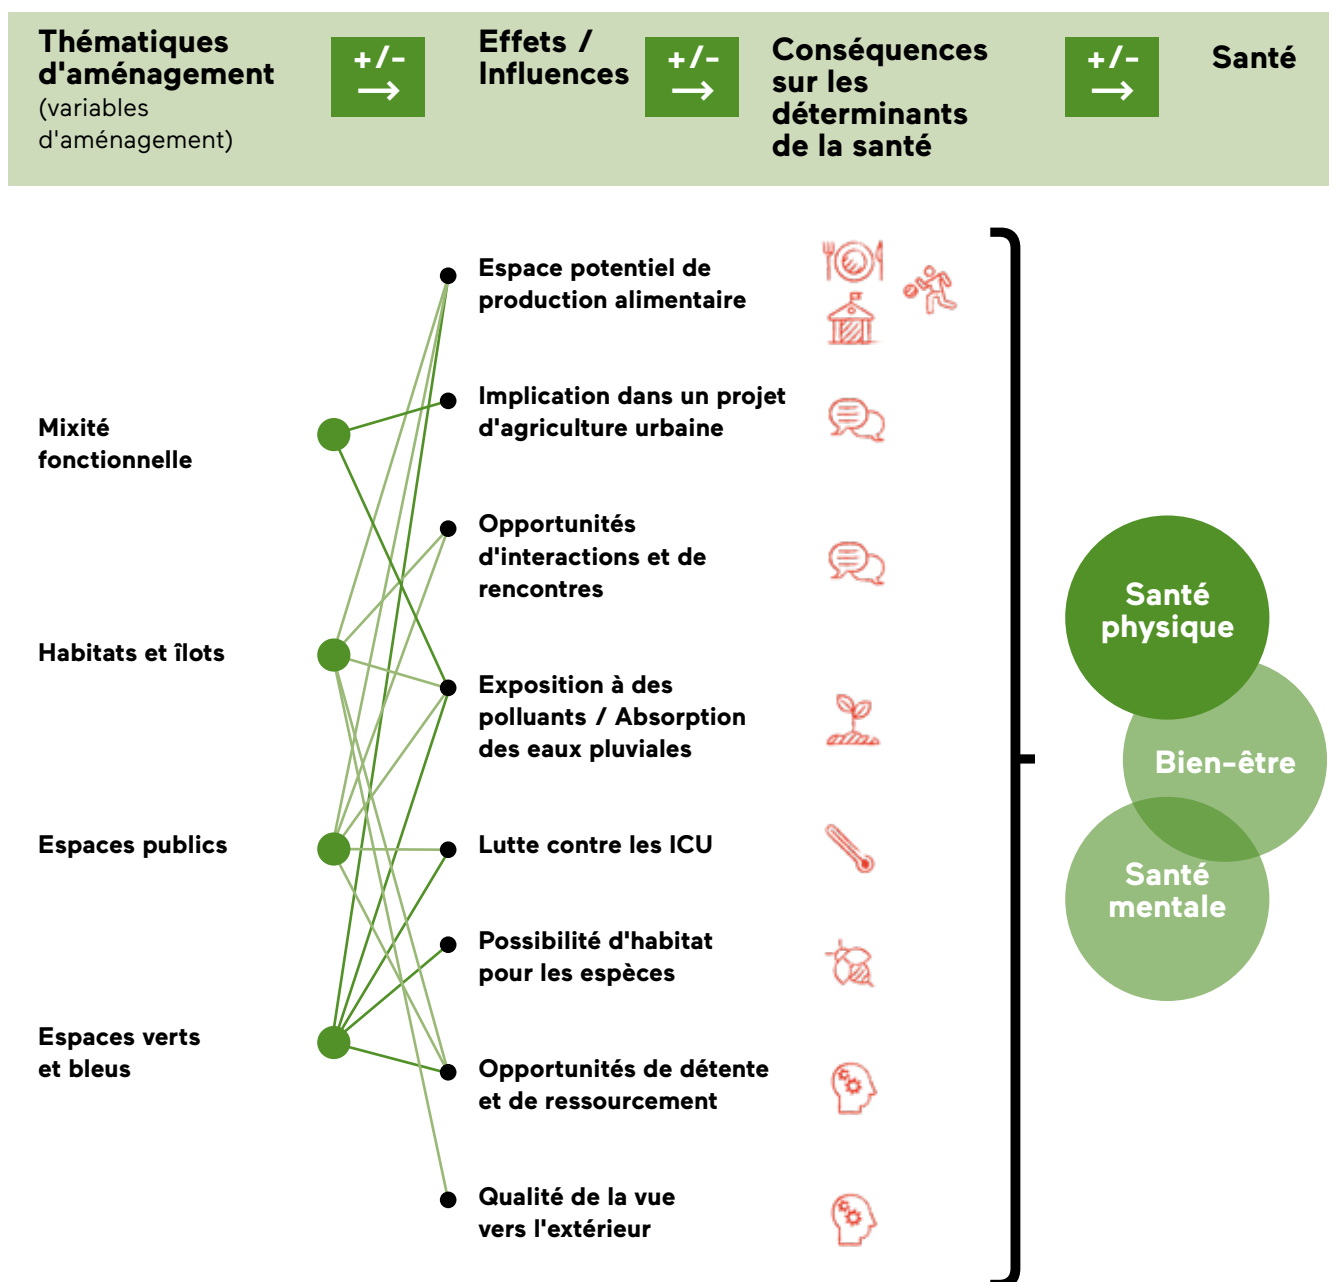 Thématiques
d'aménagement
(variables
d'aménagement)
+/-
→
Effets /
Influences
+/-
→
Conséquences
sur les
déterminants
de la santé
+/-
→
Santé
Mixité
fonctionnelle
Habitats et îlots
Espaces publics
Espaces verts
et bleus
Espace potentiel de
production alimentaire
Implication dans un projet
d'agriculture urbaine
Opportunités
d'interactions et de
rencontres
Exposition à des
polluants / Absorption
des eaux pluviales
Lutte contre les ICU
Possibilité d'habitat
pour les espèces
Opportunités de détente
et de ressourcement
Qualité de la vue
vers l'extérieur
Santé
physique
Bien-être
Santé
mentale